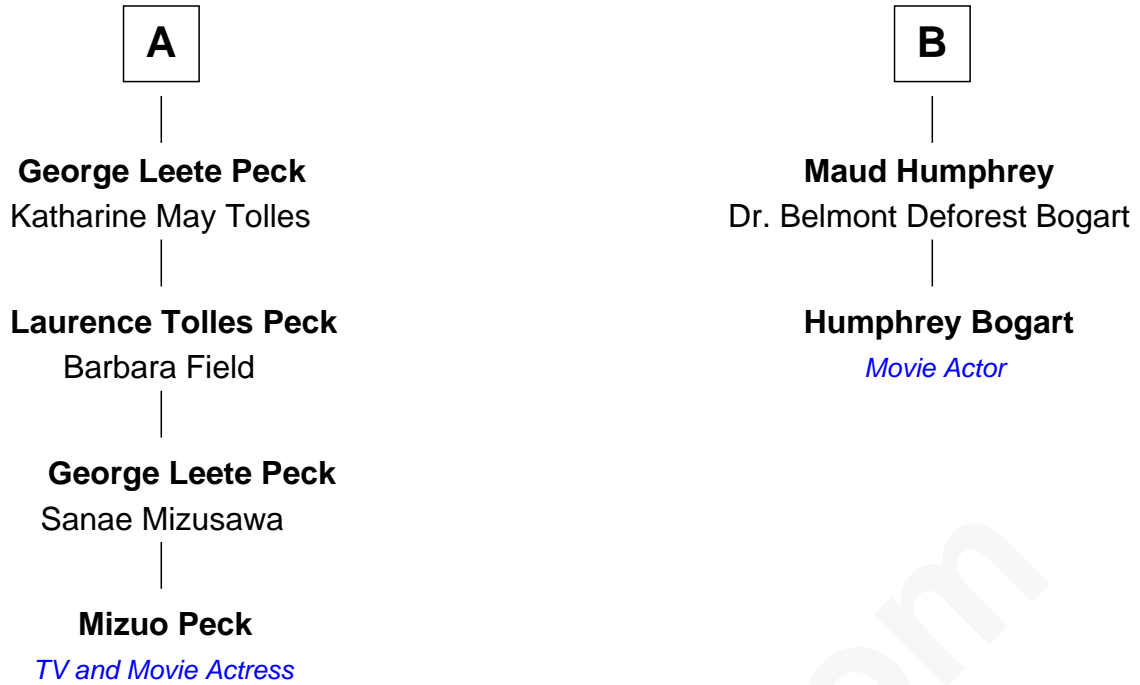 A
George Leete Peck
Katharine May Tolles
Laurence Tolles Peck
Barbara Field
George Leete Peck
Sanae Mizusawa
Mizuo Peck
TV and Movie Actress
B
Maud Humphrey
Dr. Belmont Deforest Bogart
Humphrey Bogart
Movie Actor
om